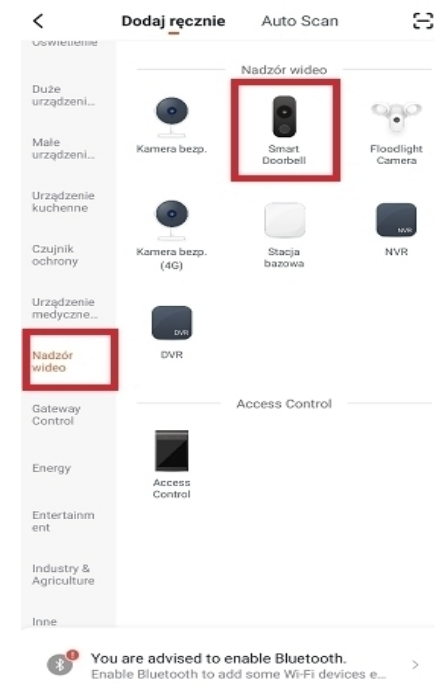 Dodaj ręcznie
Auto Scan
Oświetlenie
Duże
urządzeni...
Małe
urządzeni...
Urządzenie
kuchenne
Czujnik
ochrony
Urządzenie
medyczne...
Nadzór
wideo
Gateway
Control
Energy
Entertainm
ent
Industry &
Agriculture
Inne
Nadzór wideo
Kamera bezp.
Smart
Doorbell
Floodlight
Camera
Kamera bezp.
(4G)
Stacja
bazowa
NVR
NVR
DVR
DVR
Access Control
Access
Control
You are advised to enable Bluetooth.
Enable Bluetooth to add some Wi-Fi devices e...